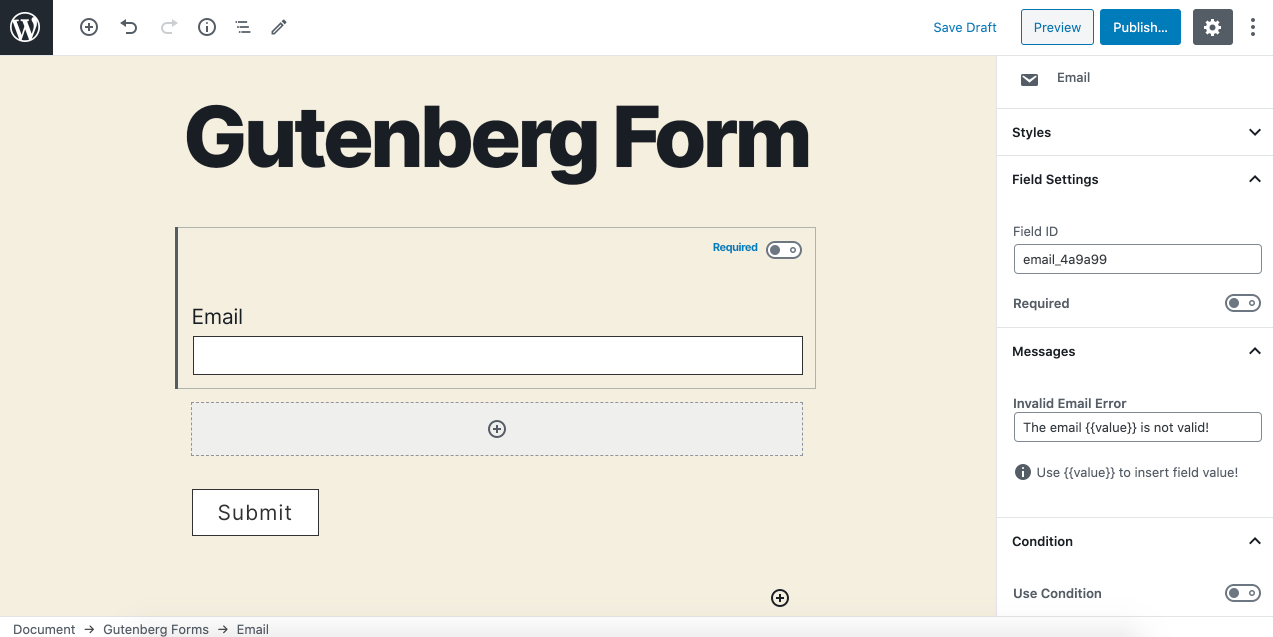 Save Draft
Preview
Publish...
Gutenberg Form
Required
Email
Submit
Email
Styles
Field Settings
Field ID
email_4a9a99
Required
Messages
Invalid Email Error
The email {{value}} is not valid!
Use {{value}} to insert field value!
Condition
Use Condition
Document → Gutenberg Forms → Email